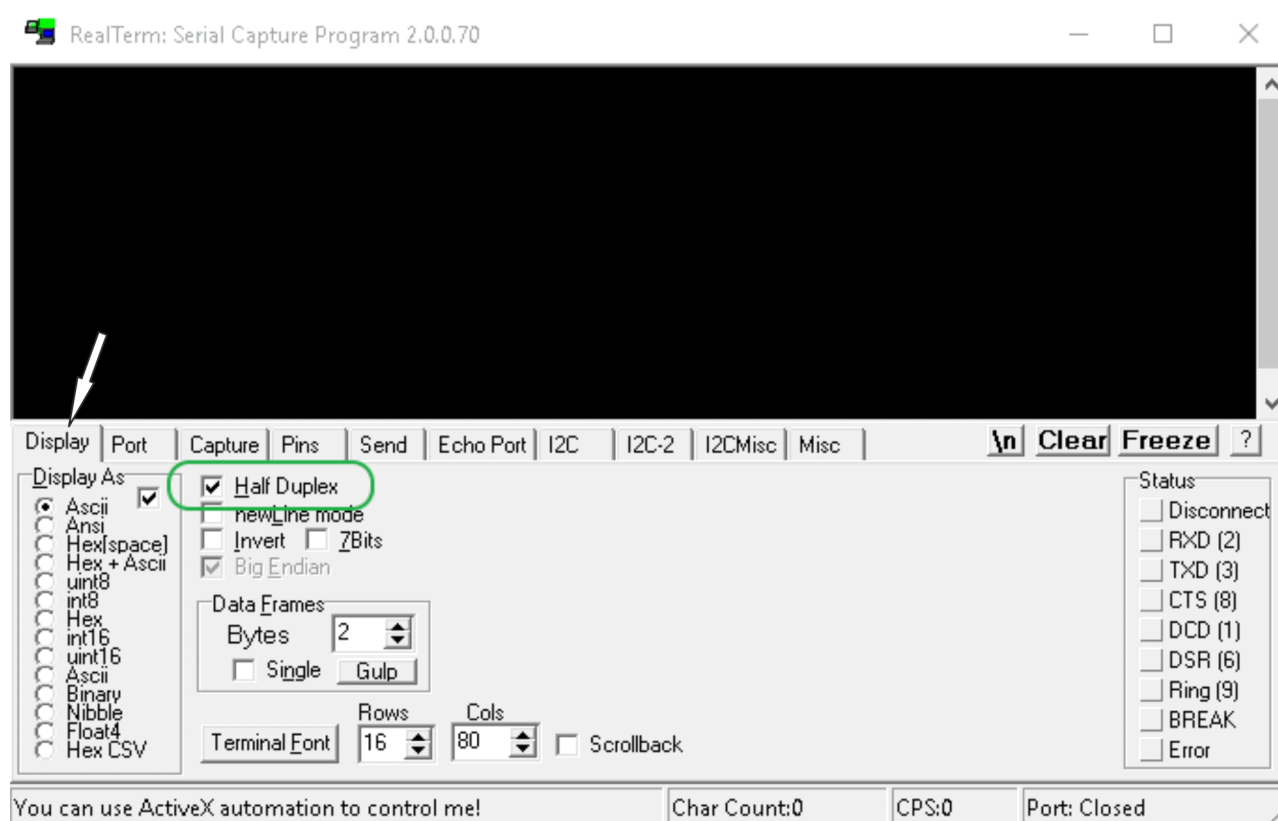 RealTerm: Serial Capture Program 2.0.0.70
Display Port Capture Pins Send Echo Port I2C I2C-2 I2CMisc Misc \n Clear Freeze ?
Display As
Ascii
Ansi
Hex[space]
Hex + Ascii
uint8
int8
Hex
int16
uint16
Ascii
Binary
Nibble
Float4
Hex CSV
Half Duplex
newLine mode
Invert 7Bits
Big Endian
Data Frames
Bytes 2
Single Gulp
Rows Cols
Terminal Font 16 80 Scrollback
Status
Disconnect
RXD (2)
TXD (3)
CTS (8)
DCD (1)
DSR (6)
Ring (9)
BREAK
Error
You can use ActiveX automation to control me! Char Count:0 CPS:0 Port: Closed